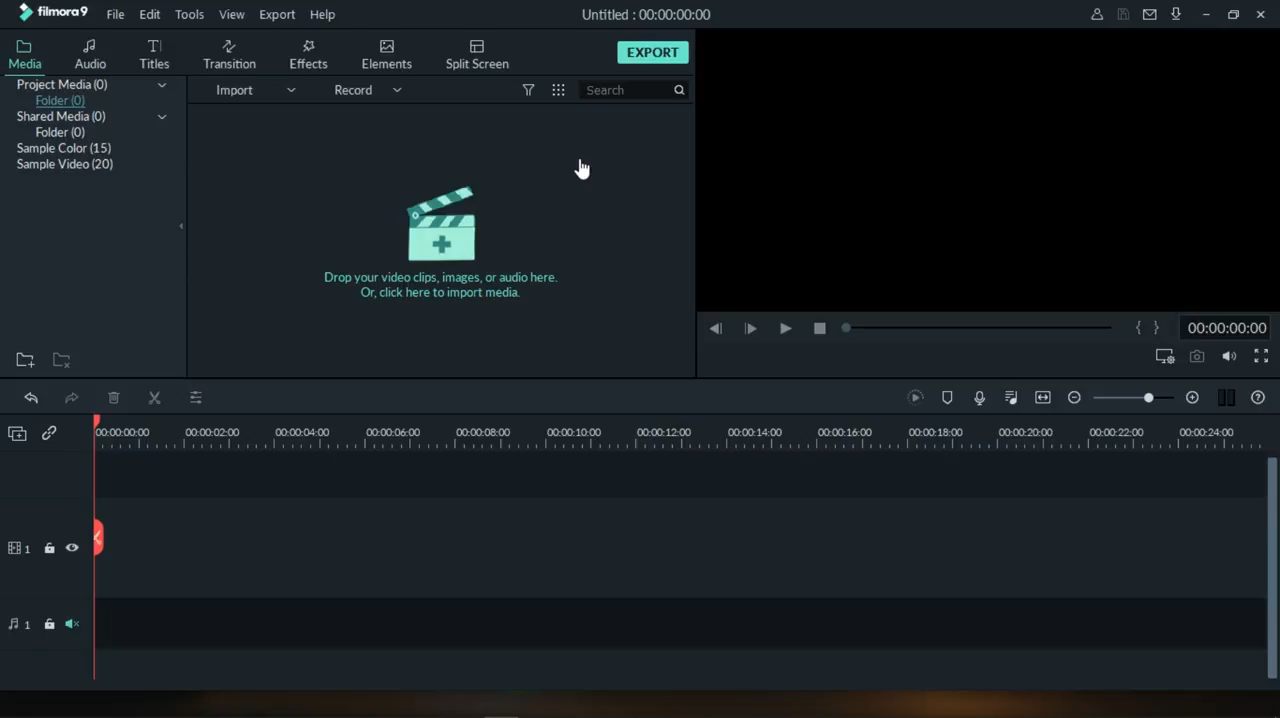 filmora9 File Edit Tools View Export Help Untitled : 00:00:00:00
Media Audio Titles Transition Effects Elements Split Screen EXPORT
Project Media (0)
Folder (0)
Shared Media (0)
Folder (0)
Sample Color (15)
Sample Video (20)
Import Record Search
Drop your video clips, images, or audio here.
Or, click here to import media.
00:00:00:00
00:00:00:00 00:00:02:00 00:00:04:00 00:00:06:00 00:00:08:00 00:00:10:00 00:00:12:00 00:00:14:00 00:00:16:00 00:00:18:00 00:00:20:00 00:00:22:00 00:00:24:00
1
1